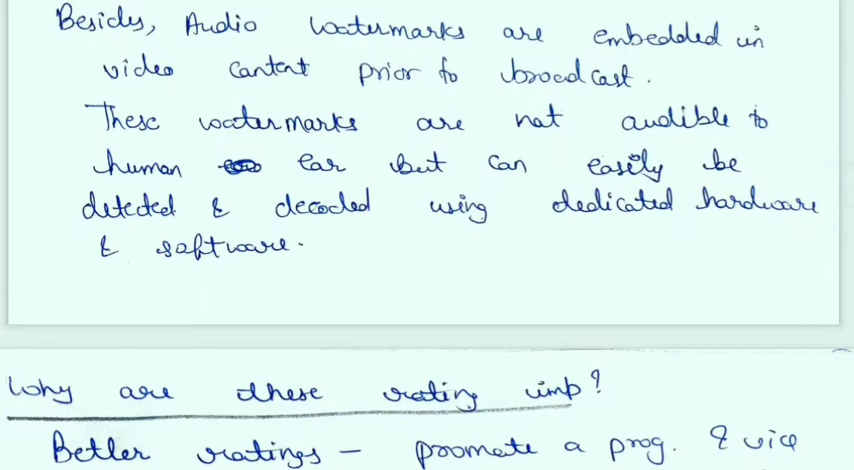 Besides, Audio watermarks are embedded in
video content prior to broadcast.
These watermarks are not audible to
human ear but can easily be
detected & decoded using dedicated hardware
& software.
Why are these rating imp?
Better ratings – promote a prog. & vice